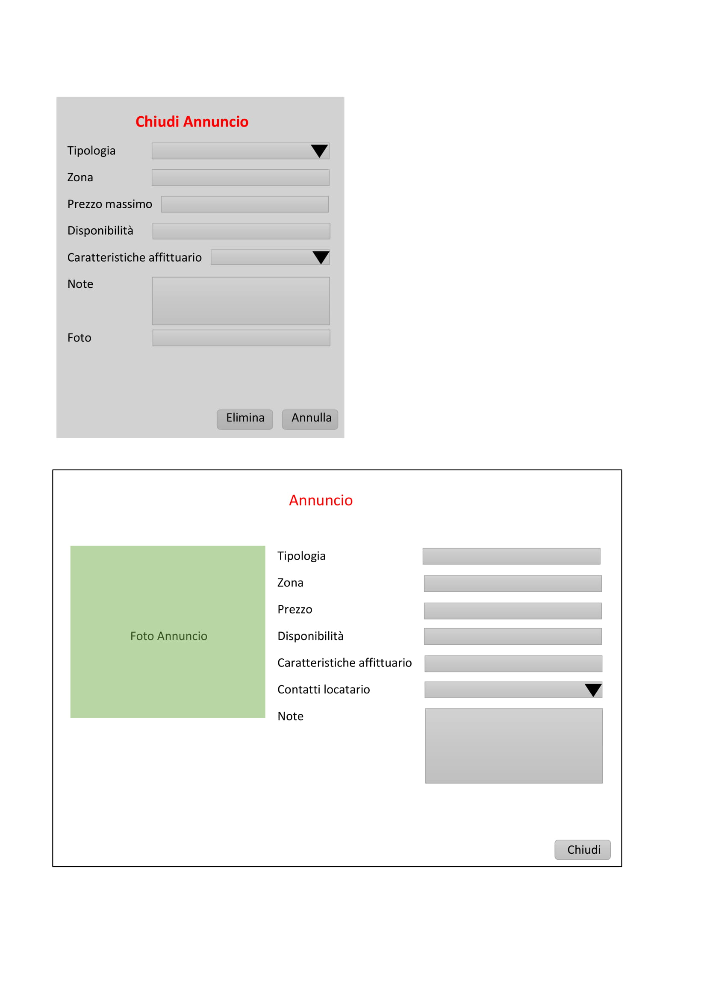 Chiudi Annuncio
Tipologia
Zona
Prezzo massimo
Disponibilità
Caratteristiche affittuario
Note
Foto
Elimina
Annulla
Annuncio
Foto Annuncio
Tipologia
Zona
Prezzo
Disponibilità
Caratteristiche affittuario
Contatti locatario
Note
Chiudi